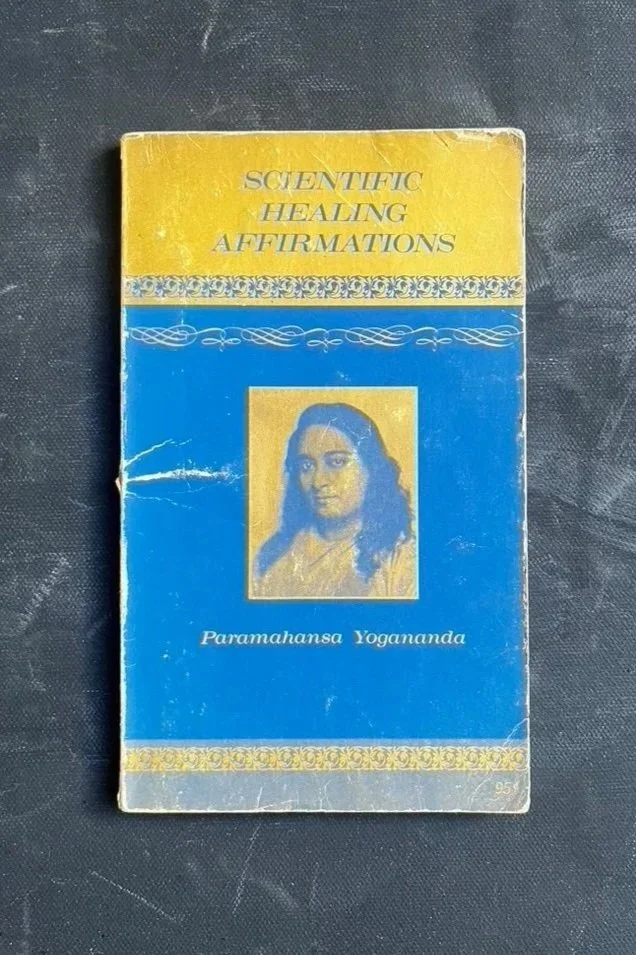 SCIENTIFIC
HEALING
AFFIRMATIONS
Paramahansa Yogananda
95¢